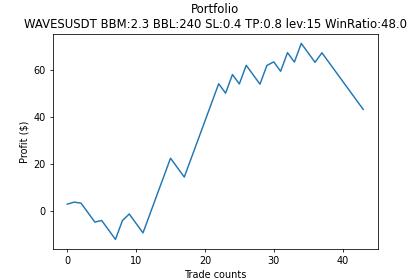 Portfolio
WAVESUSDT BBM:2.3 BBL:240 SL:0.4 TP:0.8 lev:15 WinRatio:48.0
60
40
20
0
Profit ($)
0 10 20 30 40
Trade counts